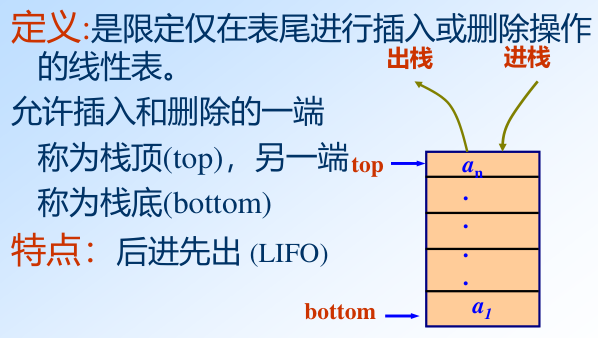 定义:是限定仅在表尾进行插入或删除操作
的线性表。
出栈
进栈
允许插入和删除的一端
称为栈顶(top)，另一端
top
aₙ
称为栈底(bottom)
特点：后进先出 (LIFO)
bottom
a₁